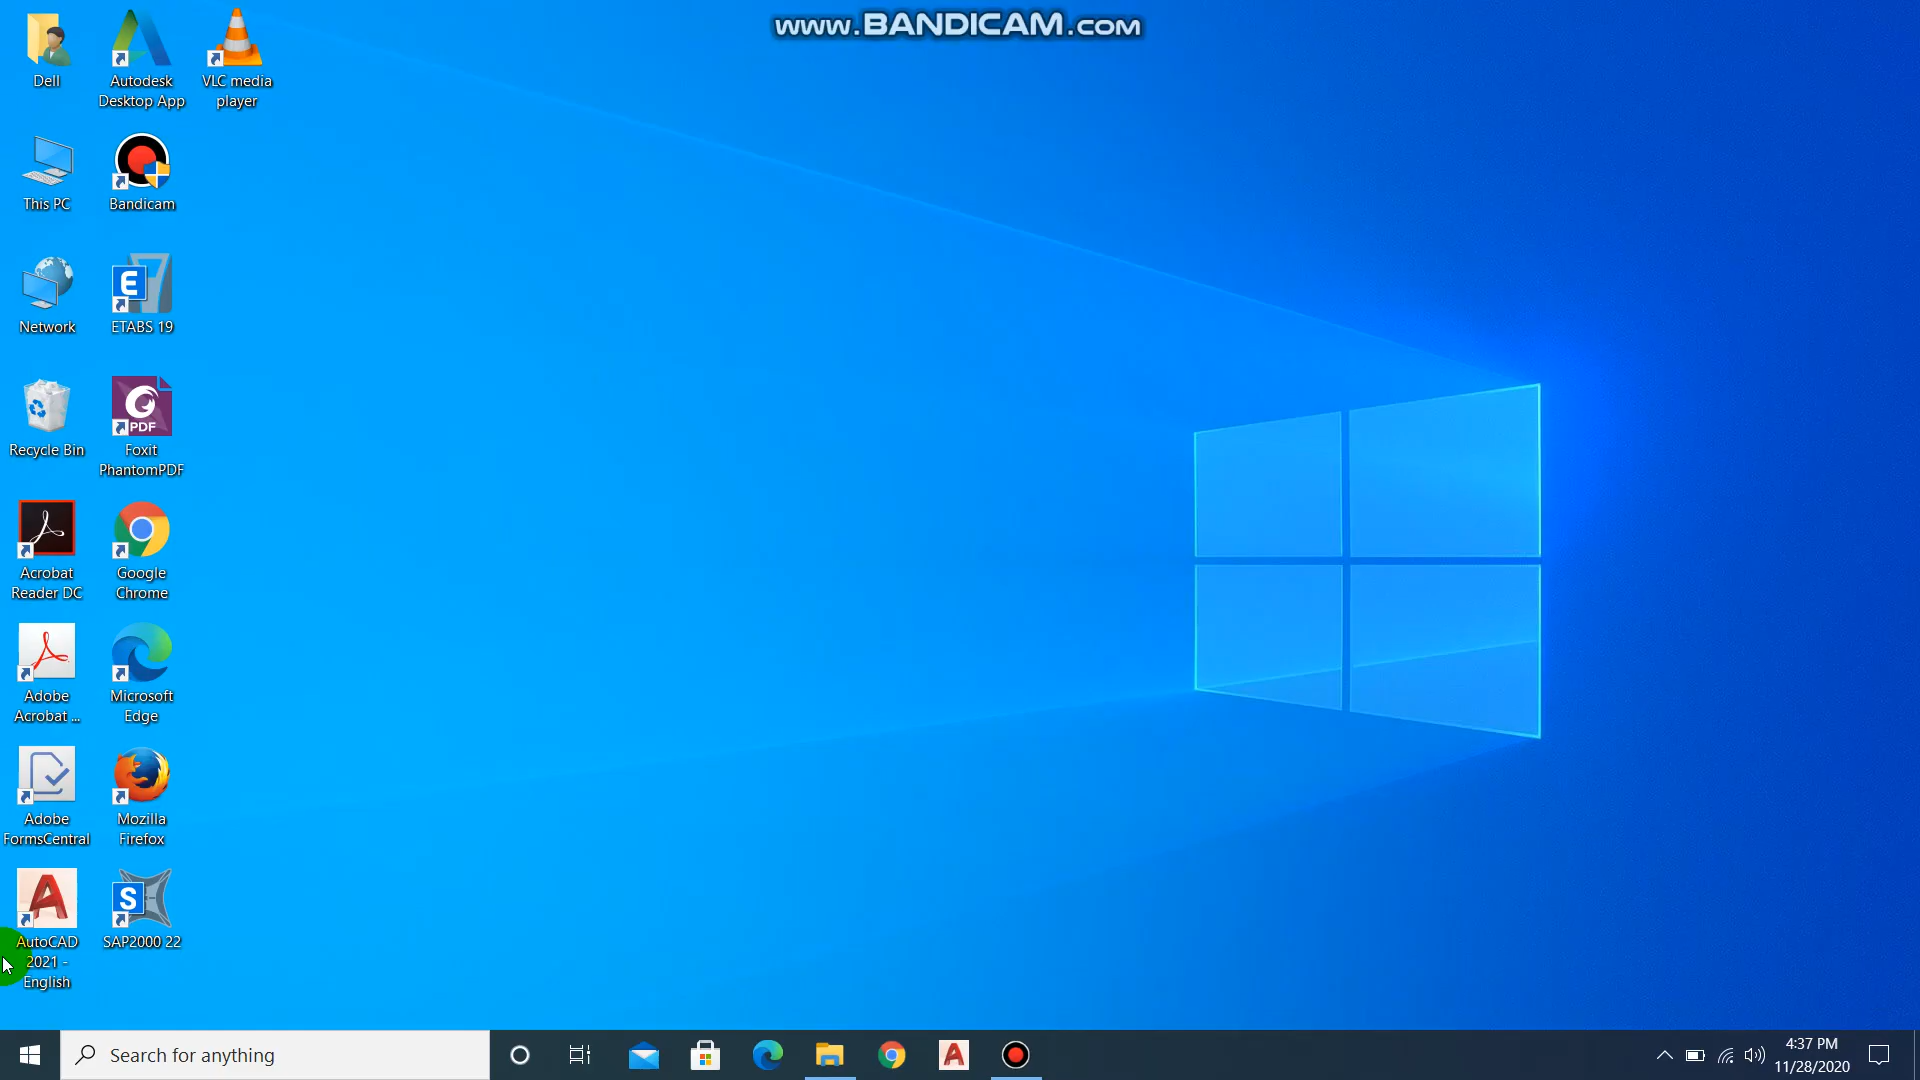 www.BANDICAM.com
Dell
Autodesk
Desktop App
VLC media
player
This PC
Bandicam
Network
E
ETABS 19
Recycle Bin
PDF
Foxit
PhantomPDF
Acrobat
Reader DC
Google
Chrome
Adobe
Acrobat ...
Microsoft
Edge
Adobe
FormsCentral
Mozilla
Firefox
A
AutoCAD
2021 -
English
S
SAP2000 22
Search for anything
A
4:37 PM
11/28/2020